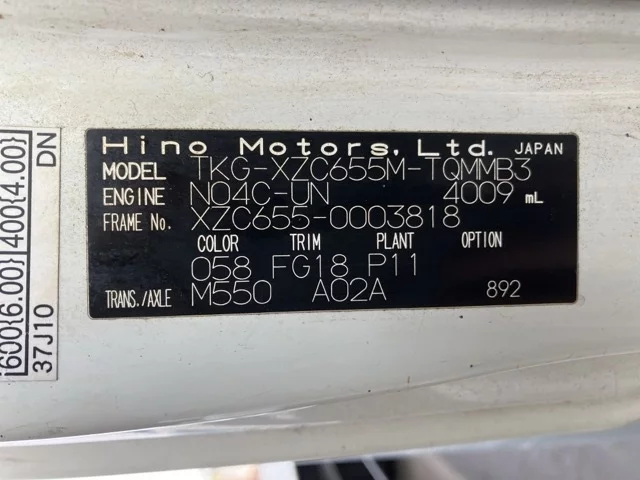 Hino Motors, Ltd. JAPAN
MODEL TKG-XZC655M-TQMMB3
ENGINE N04C-UN 4009 mL
FRAME No. XZC655-0003818
COLOR TRIM PLANT OPTION
058 FG18 P11
TRANS./AXLE M550 A02A 892
600{6.00} 400{4.00}
37J10 DN